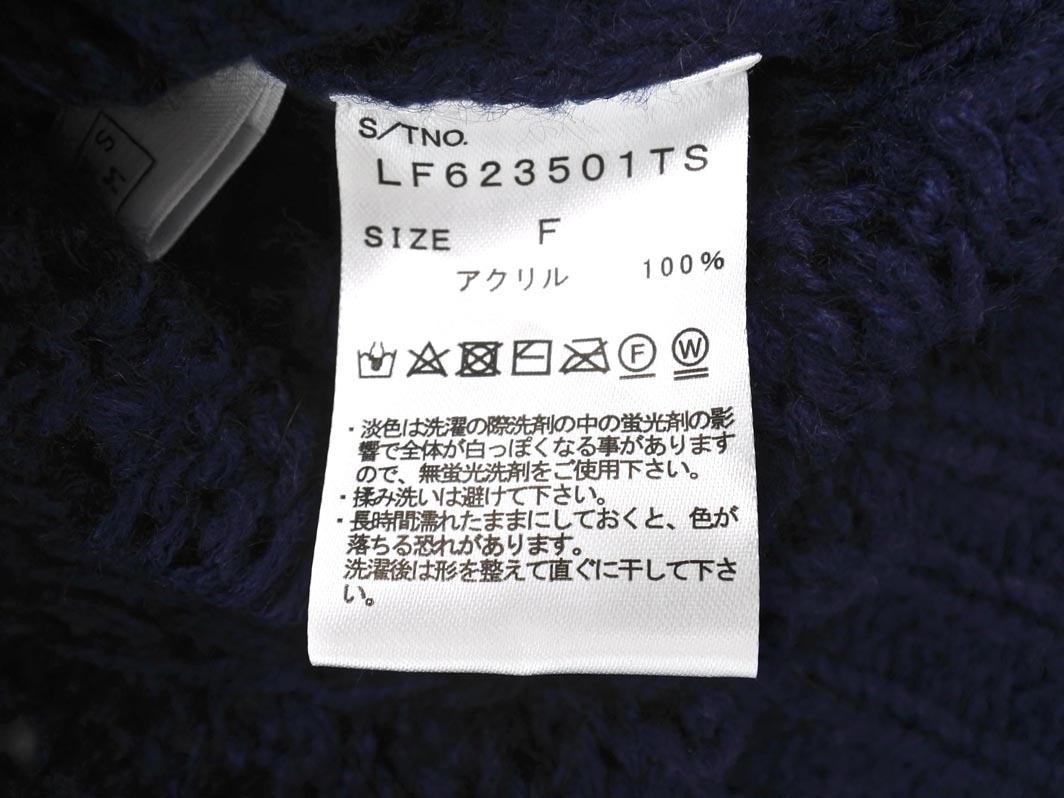 S/TNO.
LF623501TS
SIZE F
アクリル 100%
F W
・淡色は洗濯の際洗剤の中の蛍光剤の影
響で全体が白っぽくなる事があります
ので、無蛍光洗剤をご使用下さい。
・揉み洗いは避けて下さい。
・長時間濡れたままにしておくと、色が
落ちる恐れがあります。
洗濯後は形を整えて直ぐに干して下さ
い。
S
M